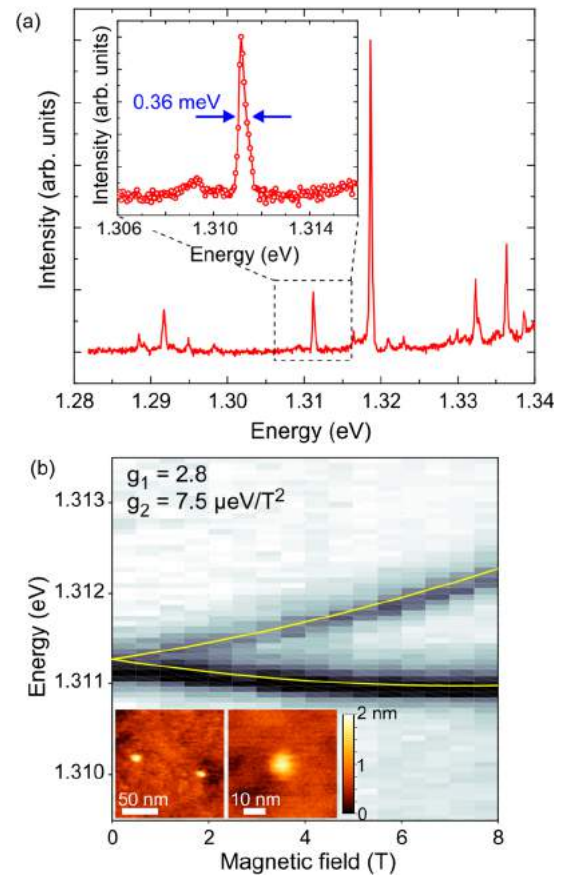 (a)
Intensity (arb. units)
Intensity (arb. units)
0.36 meV
1.306 1.310 1.314
Energy (eV)
1.28 1.29 1.30 1.31 1.32 1.33 1.34
Energy (eV)
(b)
g₁ = 2.8
g₂ = 7.5 µeV/T²
Energy (eV)
1.313
1.312
1.311
1.310
2 nm
1
0
50 nm
10 nm
0 2 4 6 8
Magnetic field (T)